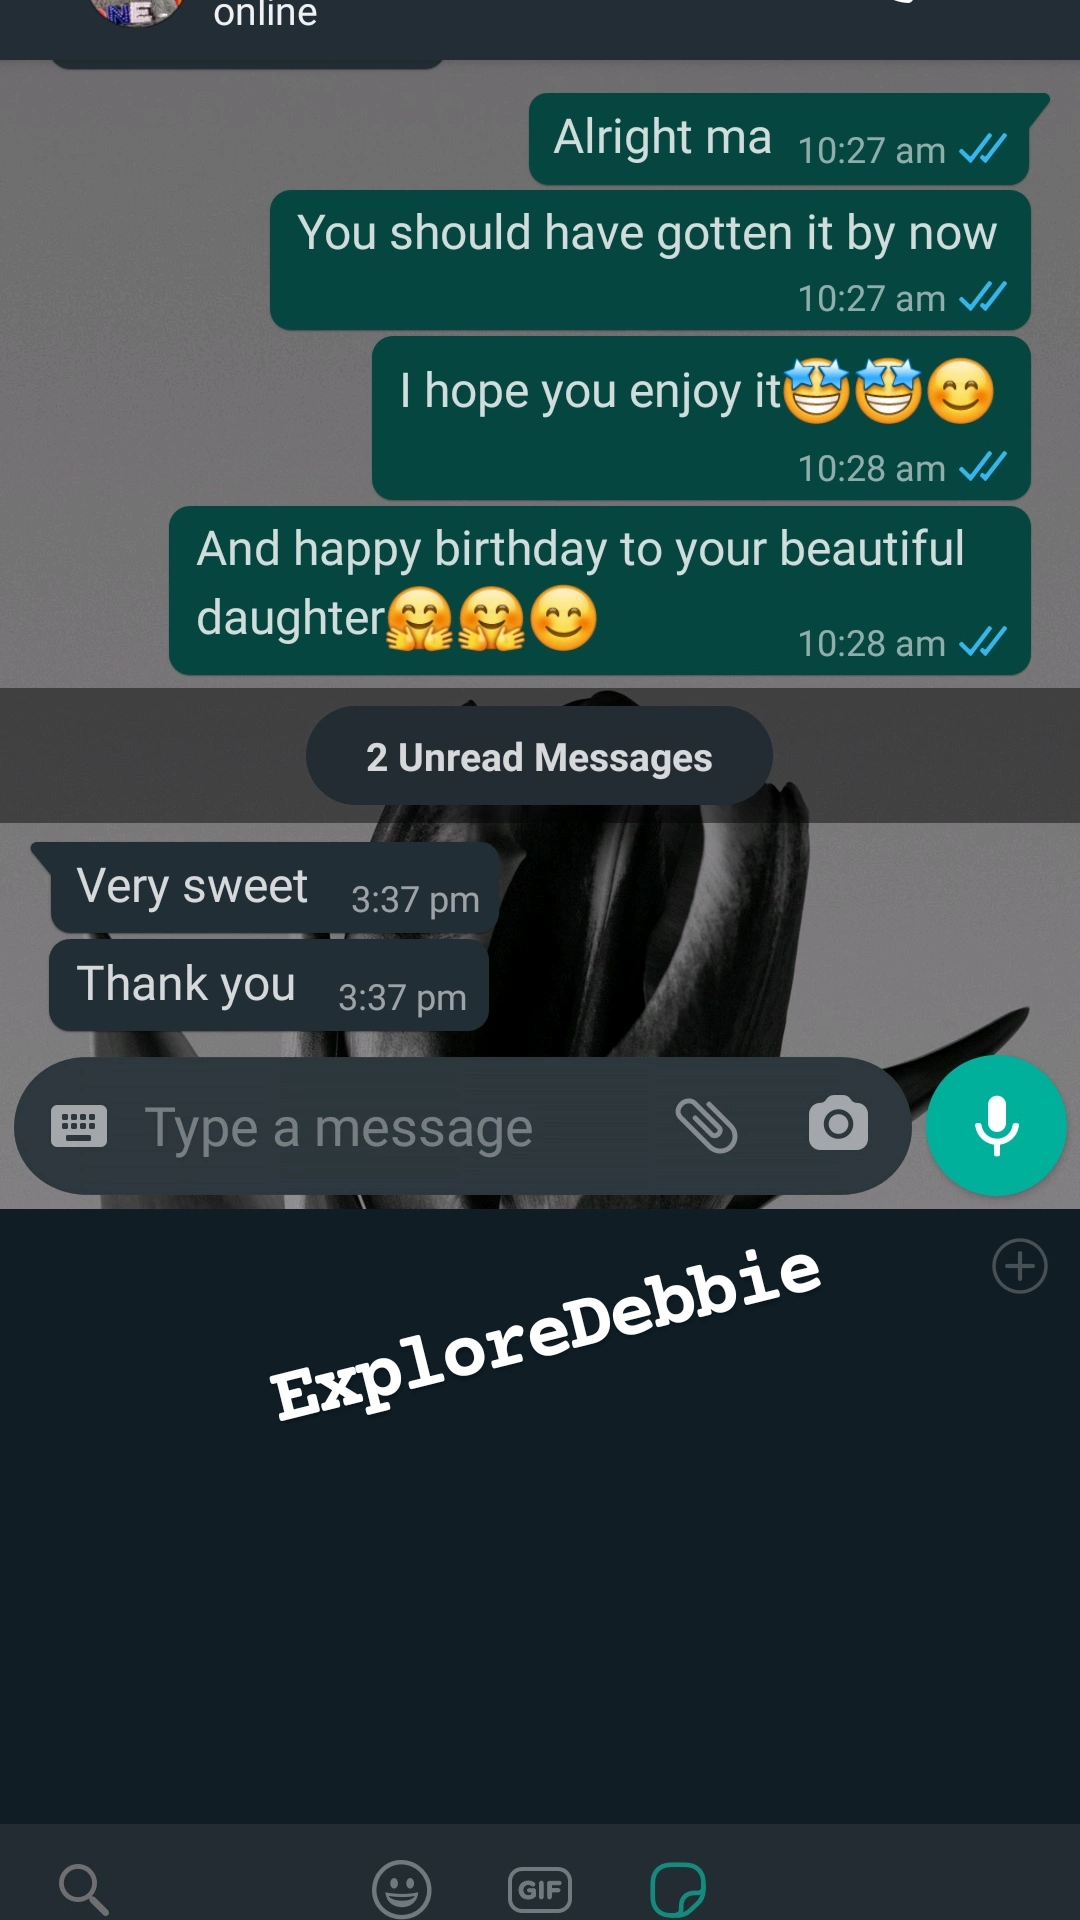 NE.
online
Alright ma 10:27 am
You should have gotten it by now
10:27 am
I hope you enjoy it🤩🤩😊
10:28 am
And happy birthday to your beautiful
daughter🤗🤗😊 10:28 am
2 Unread Messages
Very sweet 3:37 pm
Thank you 3:37 pm
Type a message
ExploreDebbie
GIF